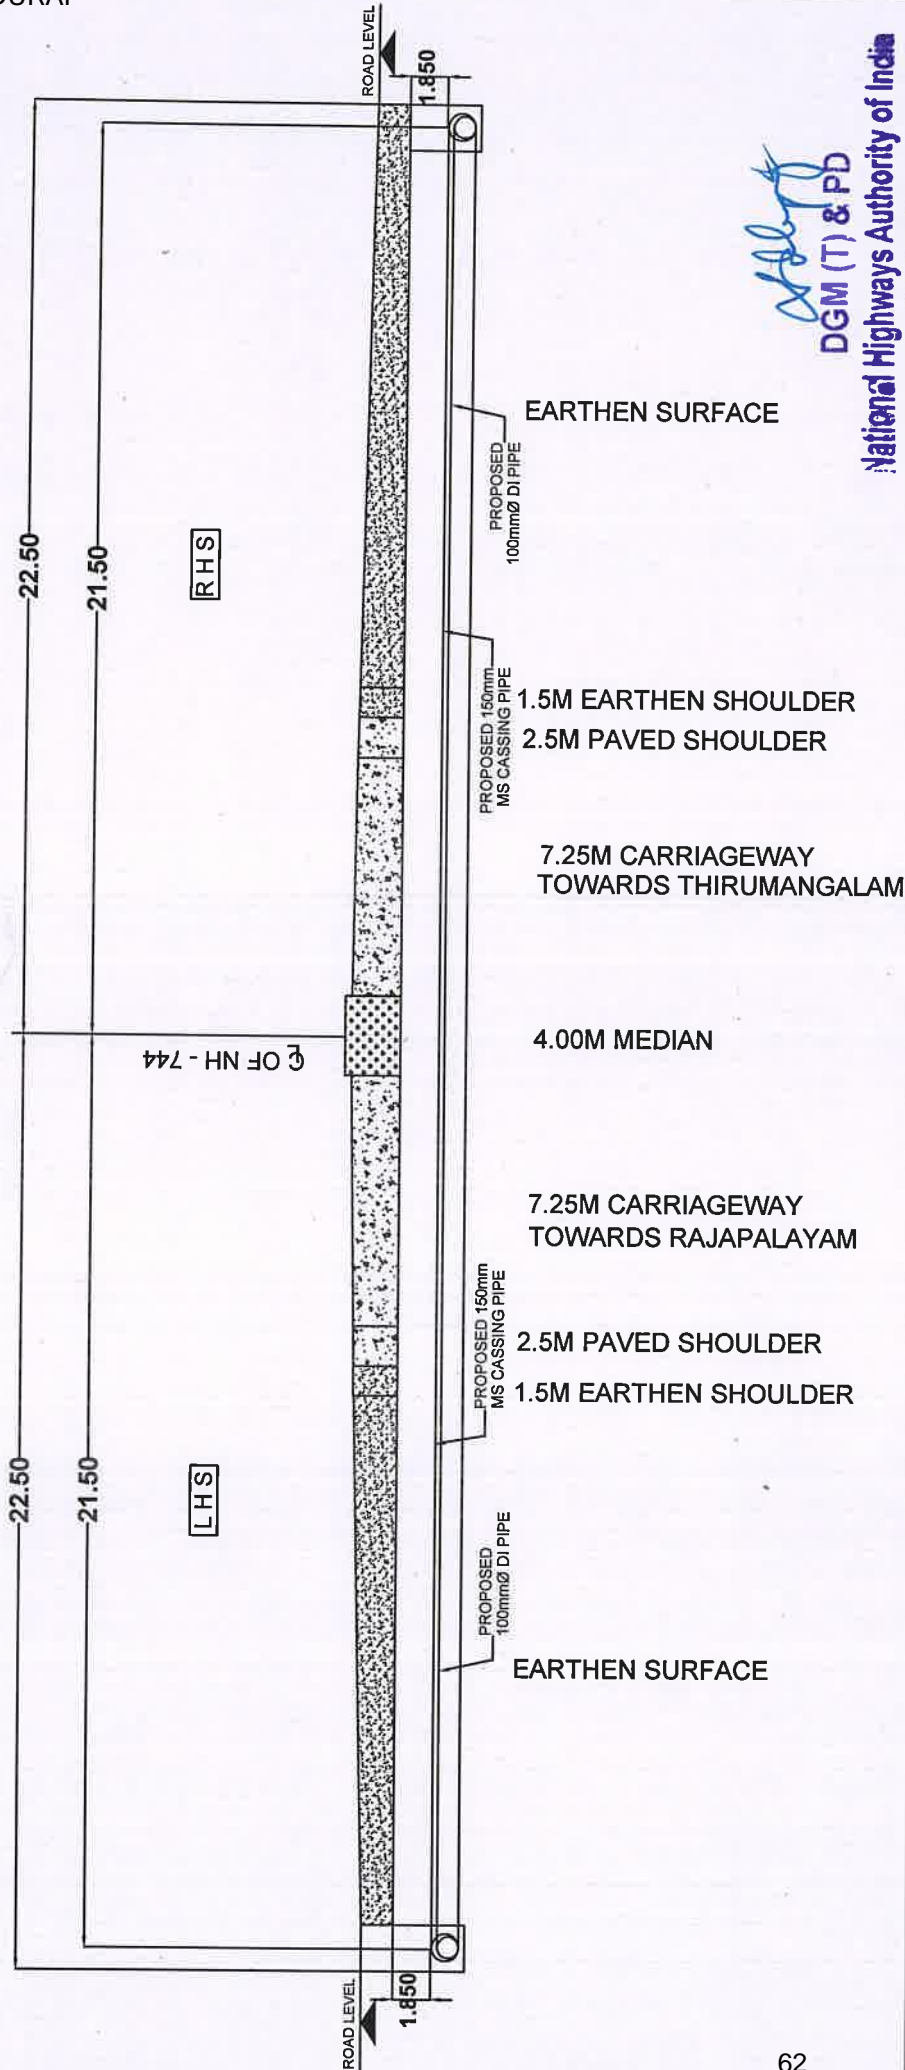 ROAD LEVEL
1.850
22.50
21.50
RHS
DGM (T) & PD
National Highways Authority of India
EARTHEN SURFACE
PROPOSED
100mmØ DI PIPE
PROPOSED 150mm
MS CASSING PIPE
1.5M EARTHEN SHOULDER
2.5M PAVED SHOULDER
7.25M CARRIAGEWAY
TOWARDS THIRUMANGALAM
℄ OF NH - 744
4.00M MEDIAN
7.25M CARRIAGEWAY
TOWARDS RAJAPALAYAM
PROPOSED 150mm
MS CASSING PIPE
2.5M PAVED SHOULDER
1.5M EARTHEN SHOULDER
22.50
21.50
LHS
PROPOSED
100mmØ DI PIPE
EARTHEN SURFACE
ROAD LEVEL
1.850
62